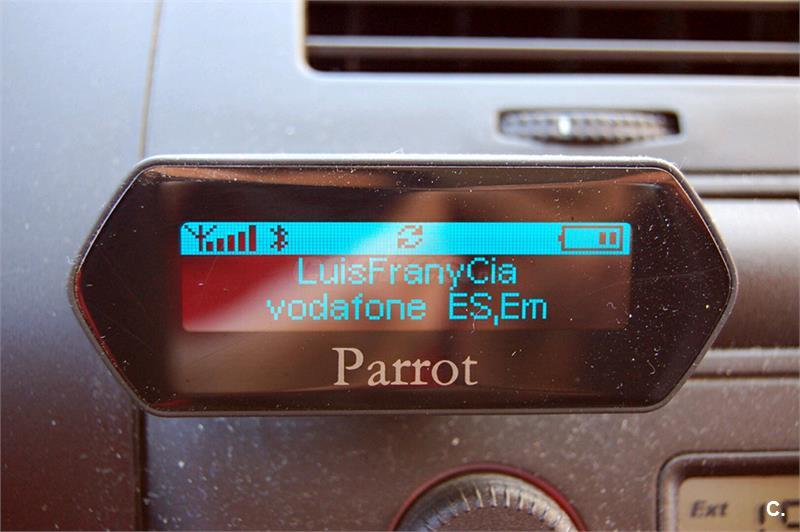 LuisFranyCia
vodafone ES,Em
Parrot
Ext
C.